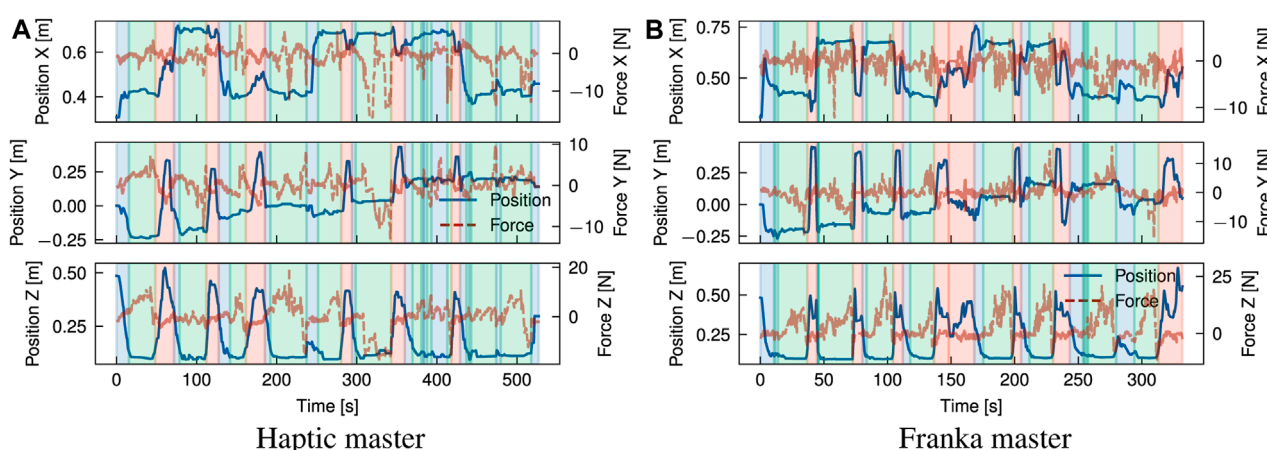 A
Position X [m]
0.6
0.4
0
−10
Force X [N]
Position Y [m]
0.25
0.00
−0.25
10
0
−10
Force Y [N]
Position
Force
Position Z [m]
0.50
0.25
20
0
Force Z [N]
0 100 200 300 400 500
Time [s]
Haptic master
B
Position X [m]
0.75
0.50
0
−10
Force X [N]
Position Y [m]
0.25
0.00
−0.25
10
0
−10
Force Y [N]
Position Z [m]
0.50
0.25
25
0
Force Z [N]
Position
Force
0 50 100 150 200 250 300
Time [s]
Franka master